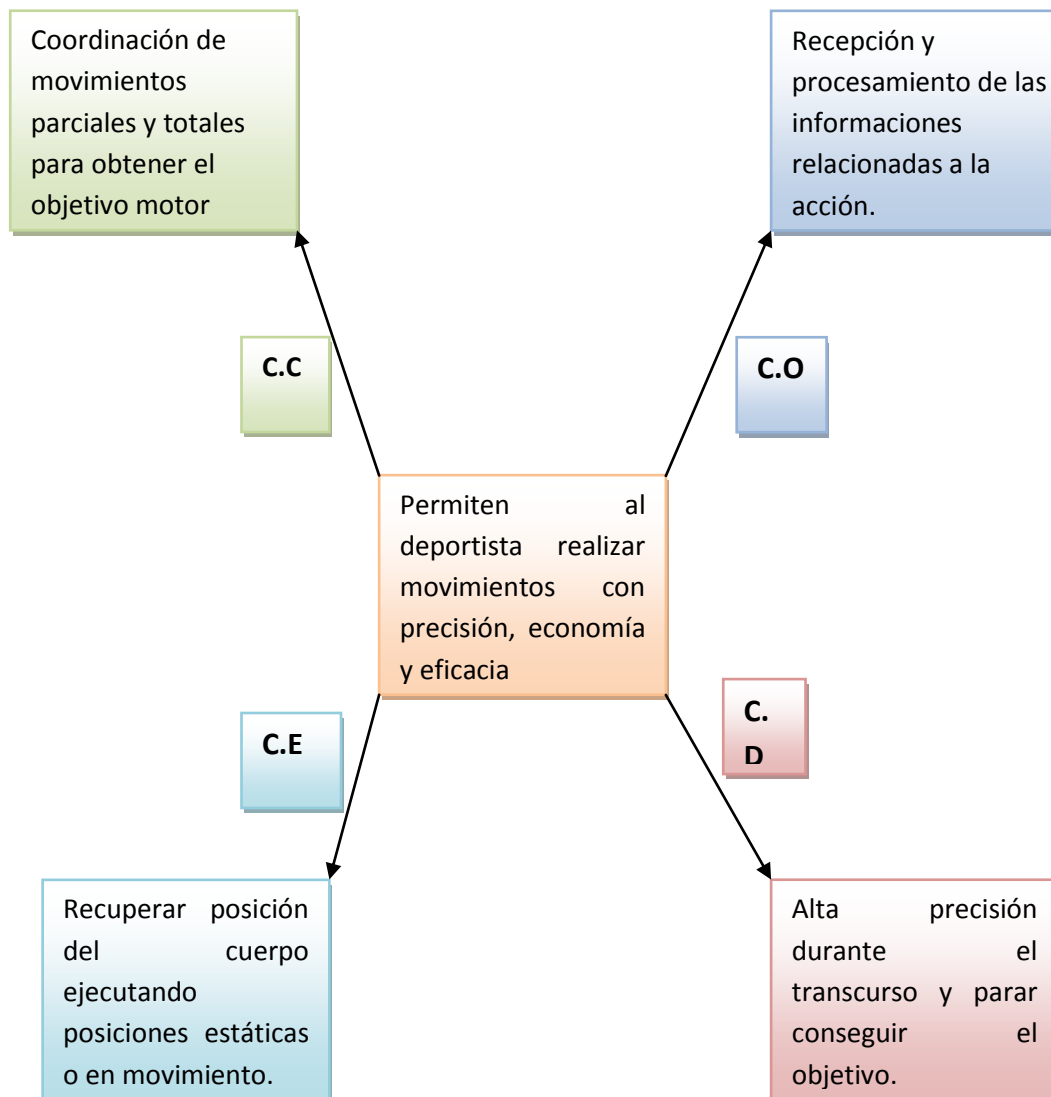 Coordinación de
movimientos
parciales y totales
para obtener el
objetivo motor
Recepción y
procesamiento de las
informaciones
relacionadas a la
acción.
C.C
C.O
Permiten al
deportista realizar
movimientos con
precisión, economía
y eficacia
C.E
C.
D
Recuperar posición
del cuerpo
ejecutando
posiciones estáticas
o en movimiento.
Alta precisión
durante el
transcurso y parar
conseguir el
objetivo.